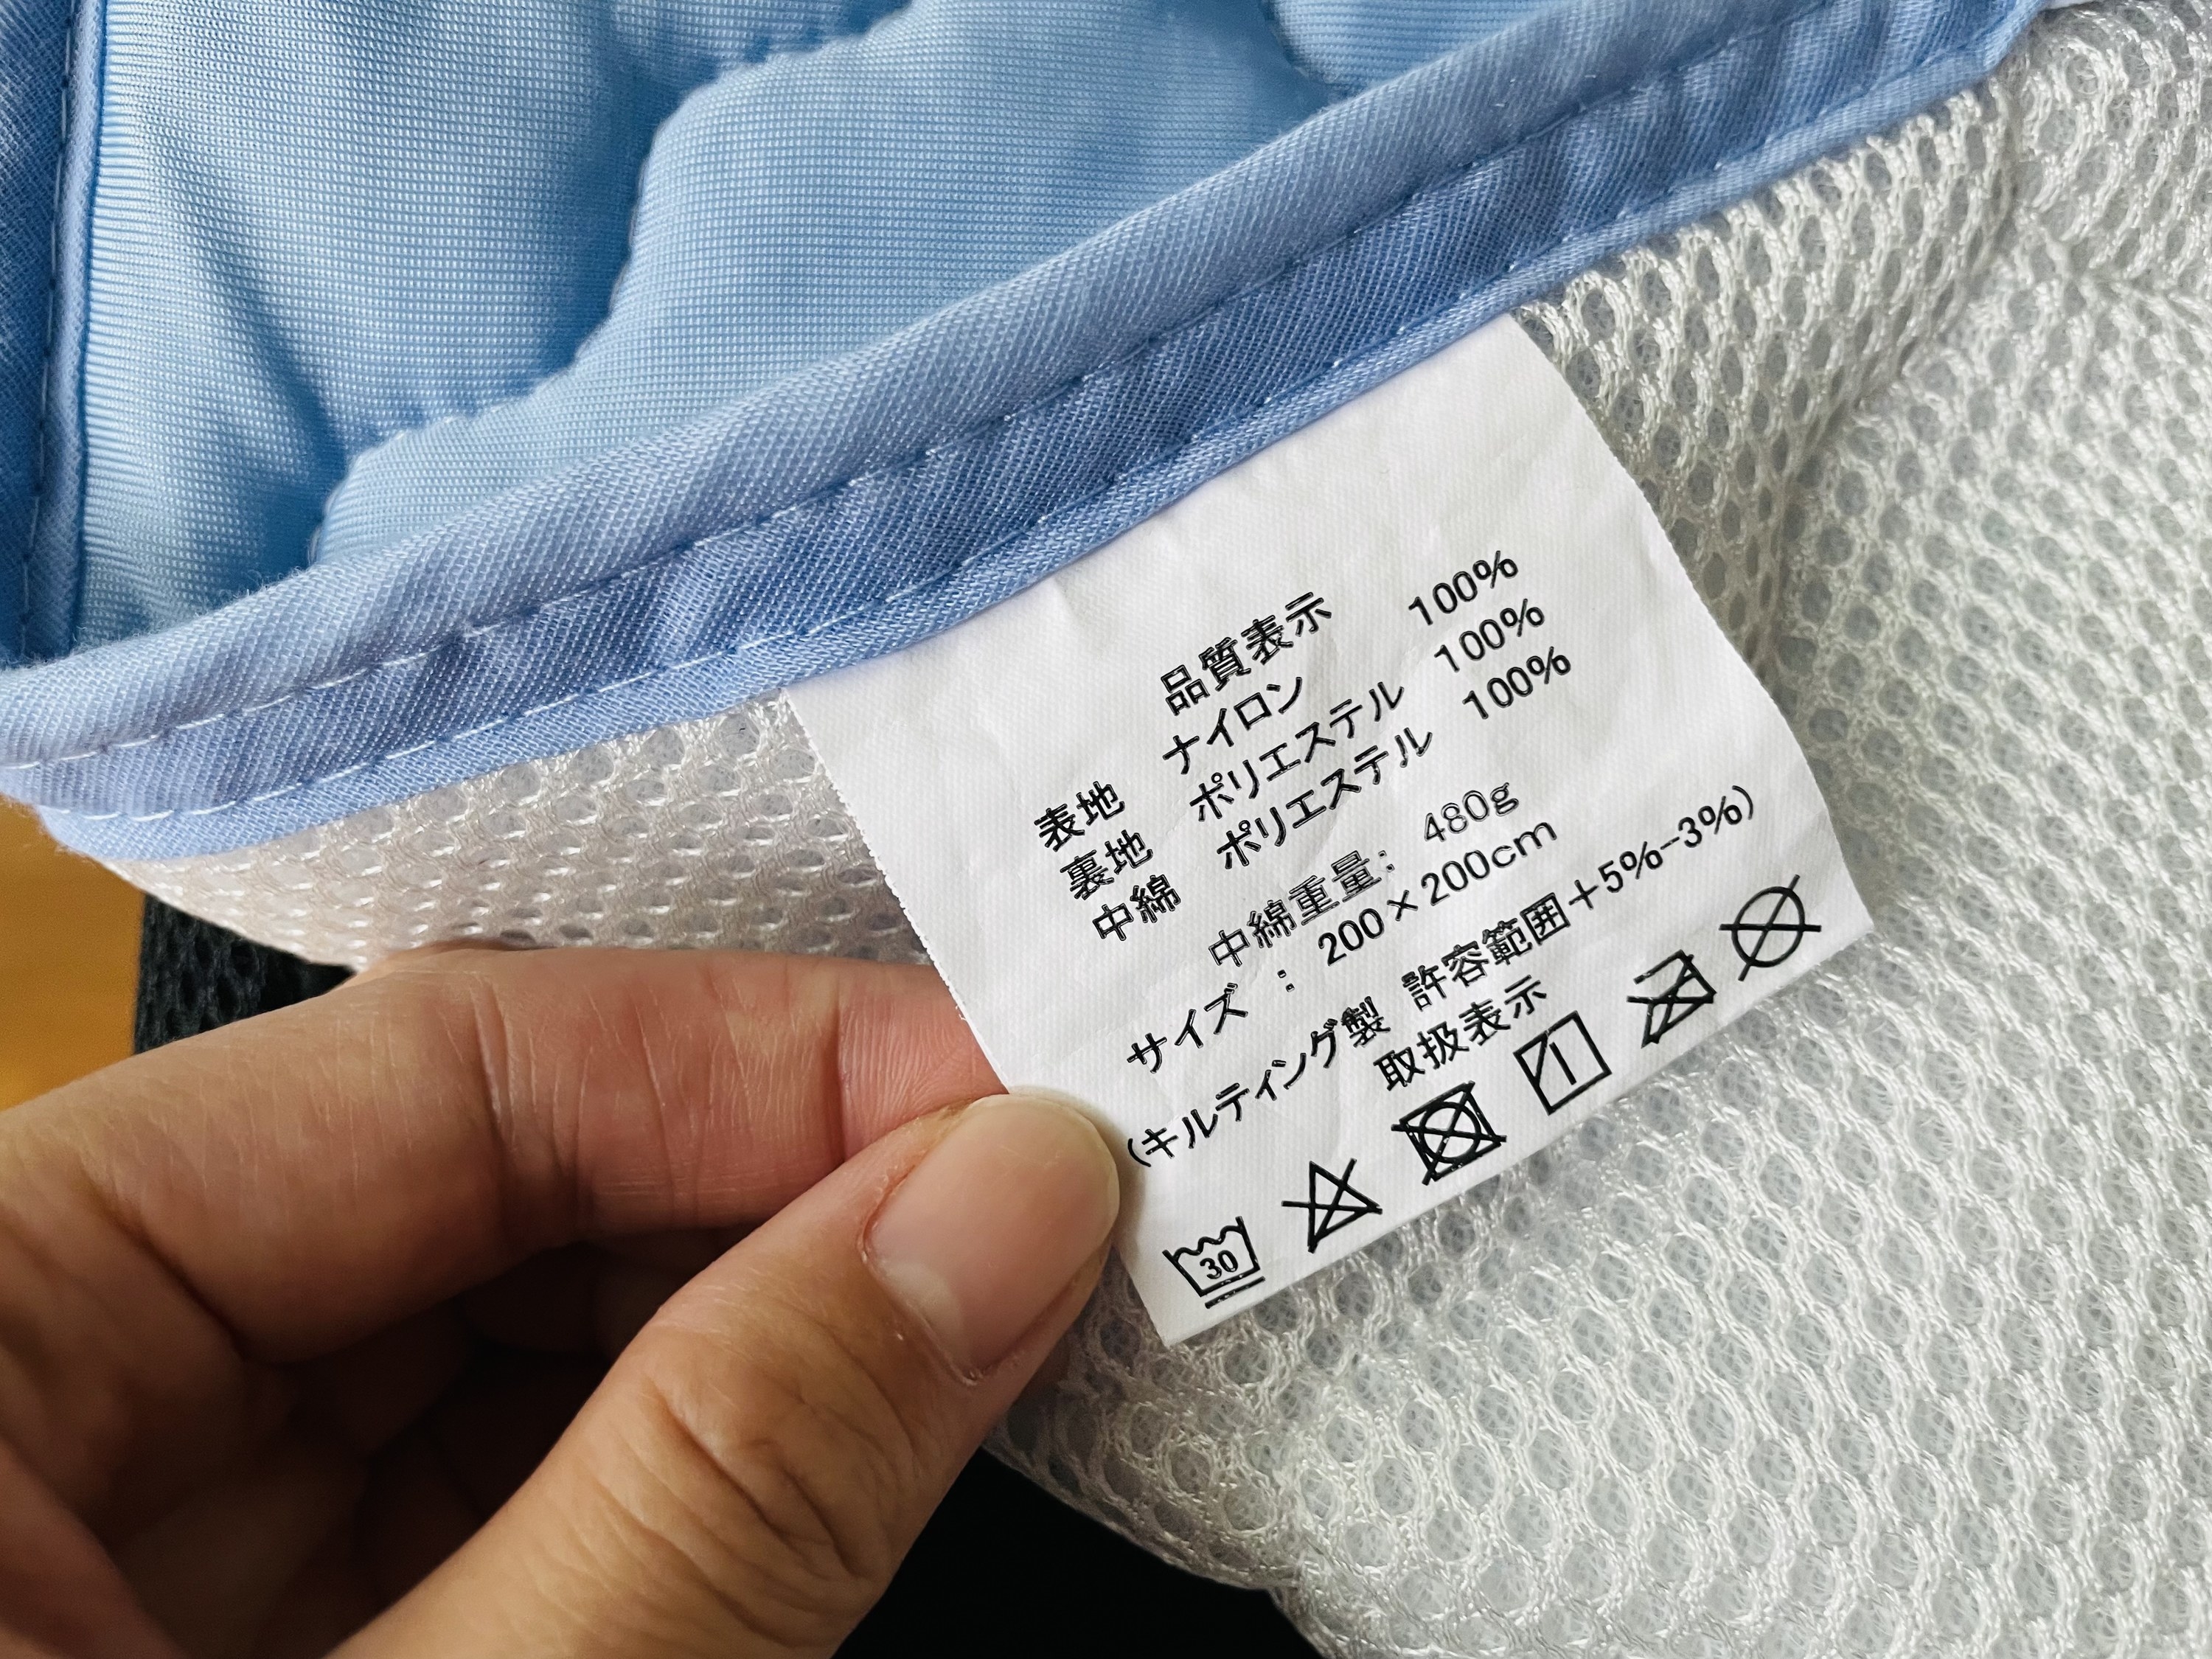 品質表示
表地 ナイロン 100%
裏地 ポリエステル 100%
中綿 ポリエステル 100%
中綿重量: 480g
サイズ : 200×200cm
(キルティング製 許容範囲+5%-3%)
取扱表示
30